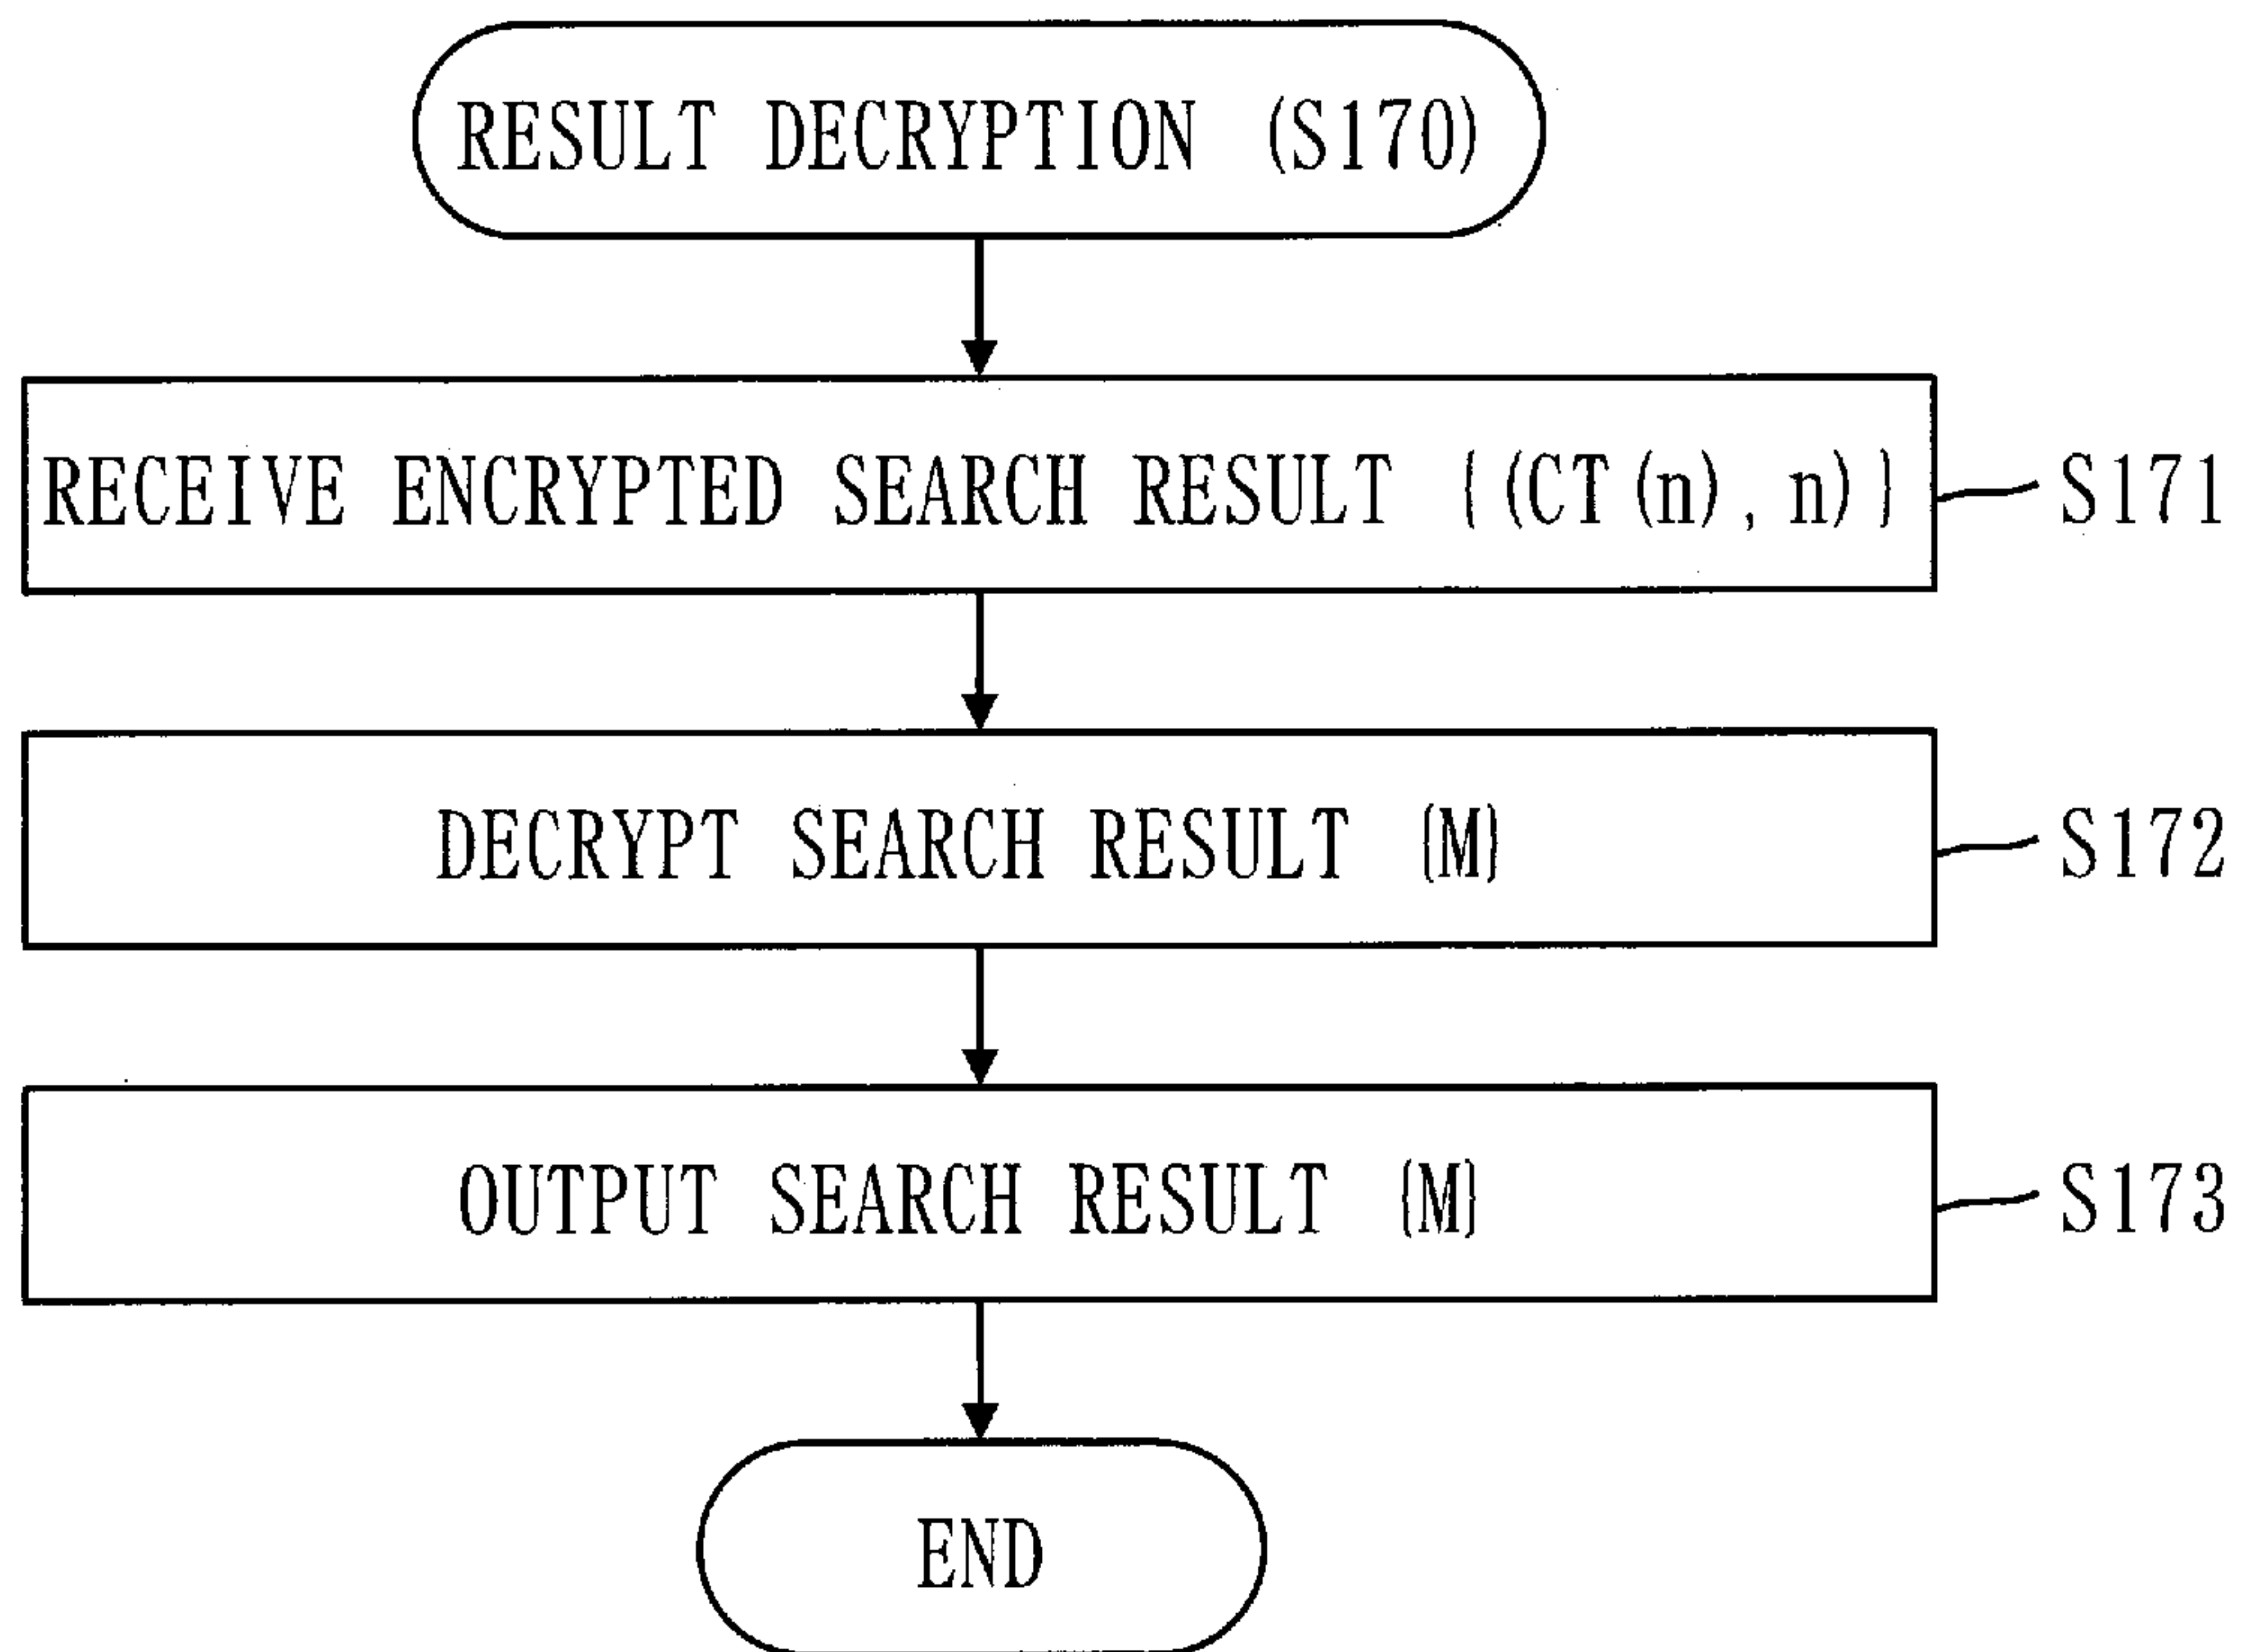 RESULT DECRYPTION (S170)
RECEIVE ENCRYPTED SEARCH RESULT {(CT(n), n)}
S171
DECRYPT SEARCH RESULT {M}
S172
OUTPUT SEARCH RESULT {M}
S173
END